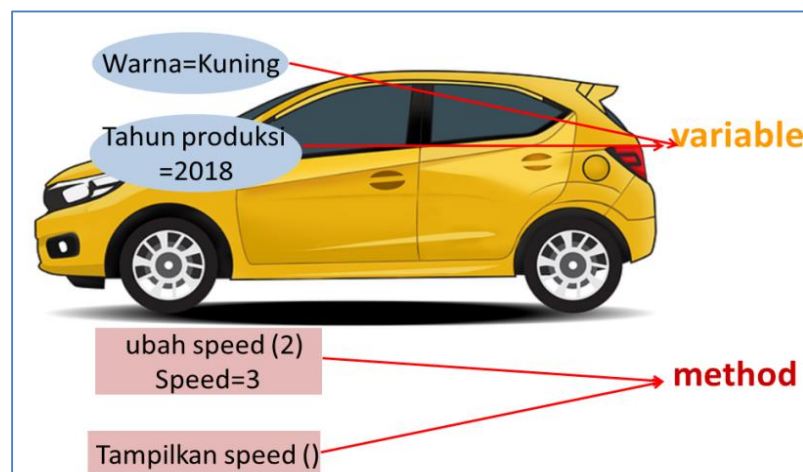 Warna=Kuning
Tahun produksi
=2018
variable
ubah speed (2)
Speed=3
method
Tampilkan speed ()